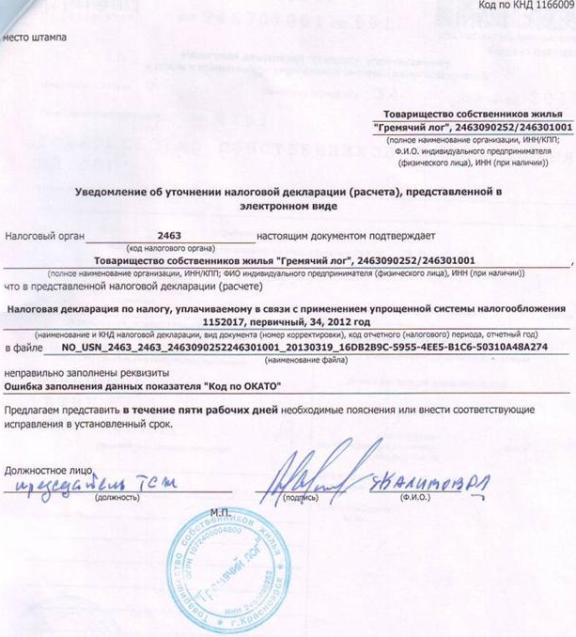 Код по КНД 1166009
место штампа
Товарищество собственников жилья
"Гремячий лог", 2463090252/246301001
(полное наименование организации, ИНН/КПП;
Ф.И.О. индивидуального предпринимателя
(физического лица), ИНН (при наличии))
Уведомление об уточнении налоговой декларации (расчета), представленной в
электронном виде
Налоговый орган 2463 настоящим документом подтверждает
(код налогового органа)
Товарищество собственников жилья "Гремячий лог", 2463090252/246301001 ,
(полное наименование организации, ИНН/КПП; ФИО индивидуального предпринимателя (физического лица), ИНН (при наличии))
что в представленной налоговой декларации (расчете)
Налоговая декларация по налогу, уплачиваемому в связи с применением упрощенной системы налогообложения
1152017, первичный, 34, 2012 год
(наименование и КНД налоговой декларации, вид документа (номер корректировки), код отчетного (налогового) периода, отчетный год)
в файле NO_USN_2463_2463_2463090252246301001_20130319_16DB2B9C-5955-4EE5-B1C6-50310A48A274
(наименование файла)
неправильно заполнены реквизиты
Ошибка заполнения данных показателя "Код по ОКАТО"
Предлагаем представить в течение пяти рабочих дней необходимые пояснения или внести соответствующие
исправления в установленный срок.
Должностное лицо
председатель ТСЖ
(должность) (подпись) (Ф.И.О.)
М.П.
Товарищество собственников жилья
ОГРН
"Гремячий лог"
ИНН
г.Красноярск